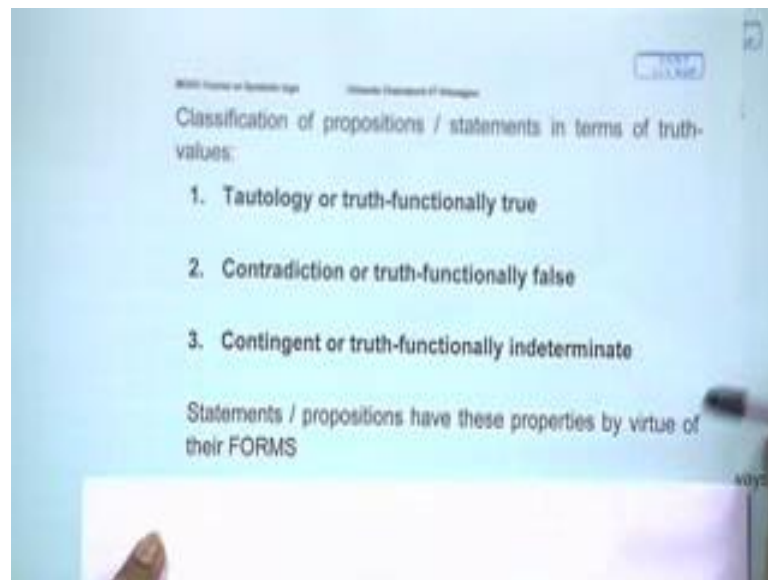 Classification of propositions / statements in terms of truth-
values:
1. Tautology or truth-functionally true
2. Contradiction or truth-functionally false
3. Contingent or truth-functionally indeterminate
Statements / propositions have these properties by virtue of
their FORMS